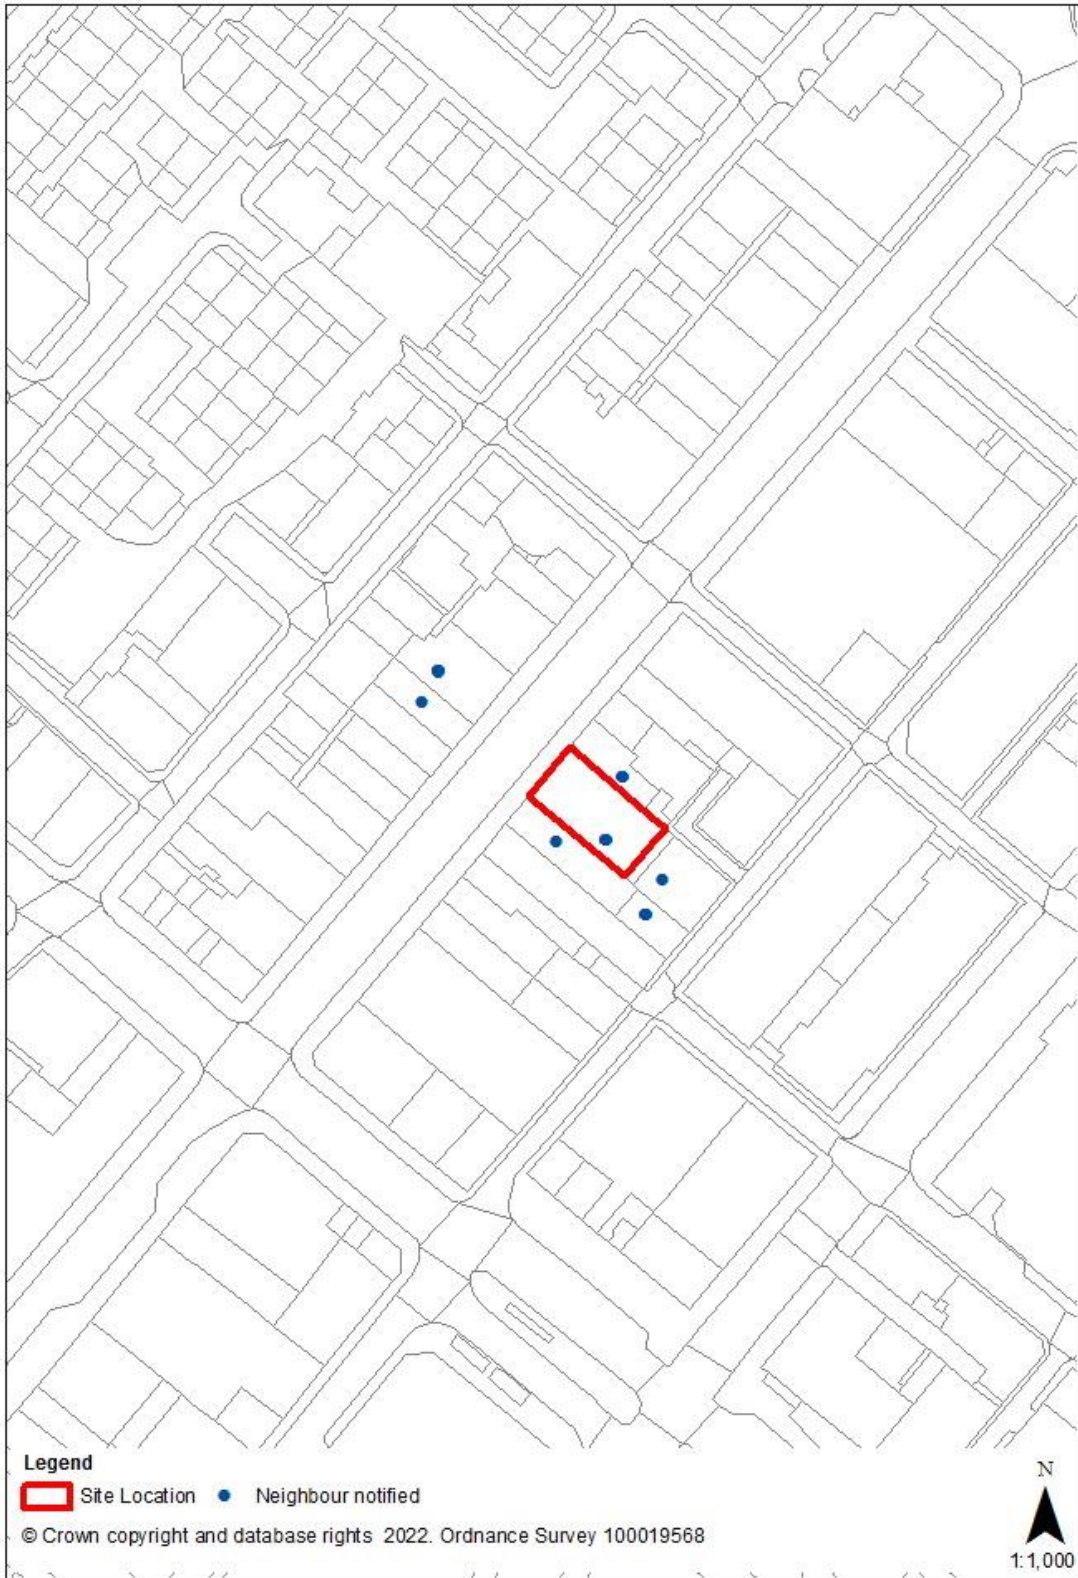 Legend
Site Location Neighbour notified
© Crown copyright and database rights 2022. Ordnance Survey 100019568
N
1:1,000